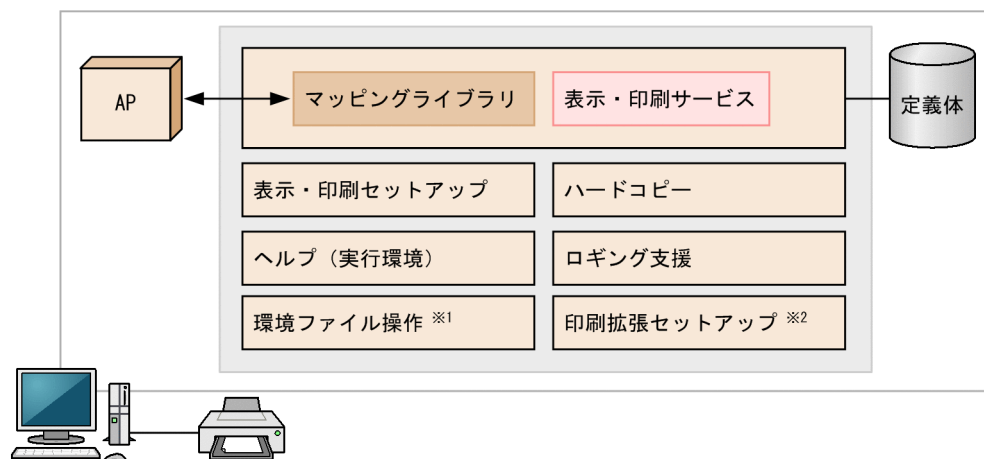 AP
マッピングライブラリ
表示・印刷サービス
定義体
表示・印刷セットアップ
ハードコピー
ヘルプ（実行環境）
ロギング支援
環境ファイル操作 ※1
印刷拡張セットアップ ※2